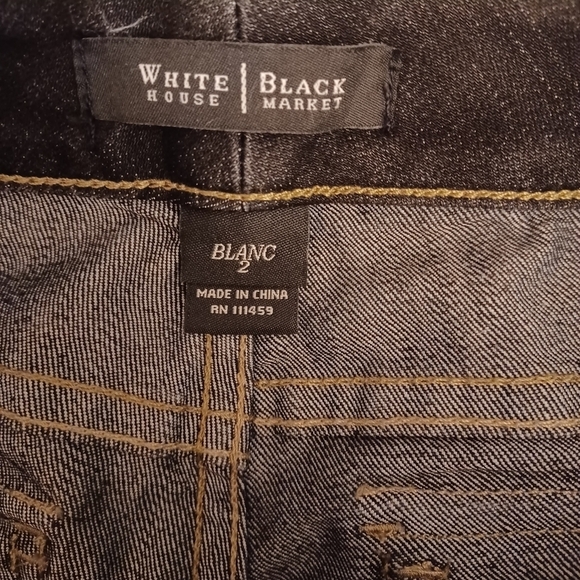 WHITE | BLACK
HOUSE | MARKET
BLANC
2
MADE IN CHINA
RN 111459